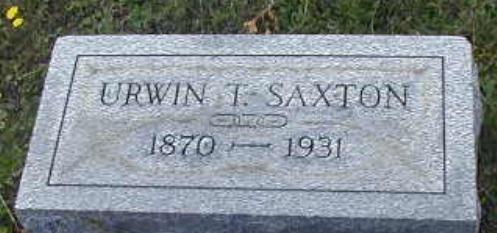 URWIN T. SAXTON
1870 — 1931